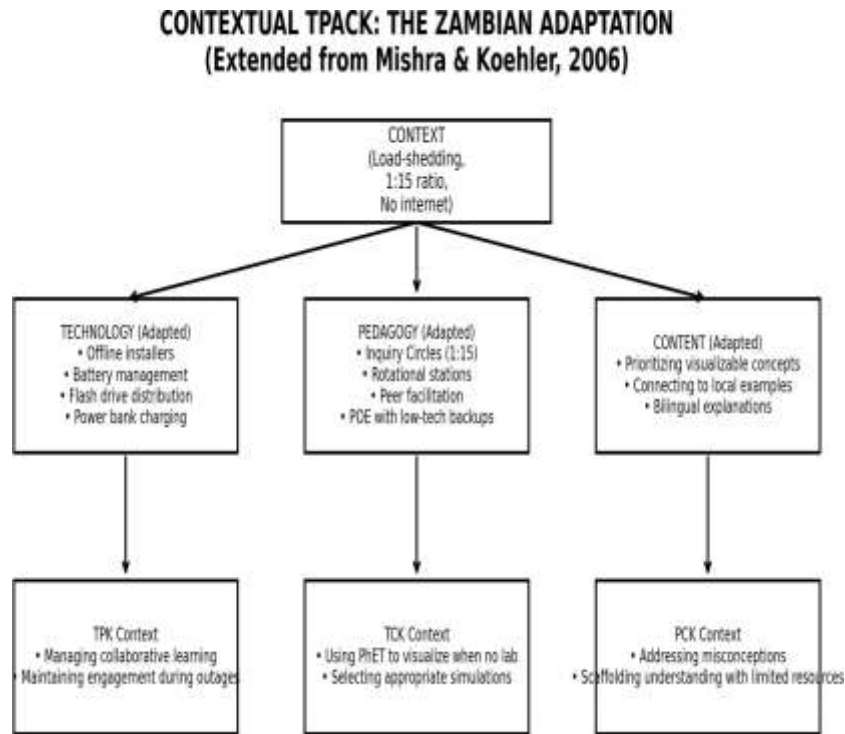 CONTEXTUAL TPACK: THE ZAMBIAN ADAPTATION
(Extended from Mishra & Koehler, 2006)
CONTEXT
(Load-shedding,
1:15 ratio,
No internet)
TECHNOLOGY (Adapted)
• Offline installers
• Battery management
• Flash drive distribution
• Power bank charging
PEDAGOGY (Adapted)
• Inquiry Circles (1:15)
• Rotational stations
• Peer facilitation
• POE with low-tech backups
CONTENT (Adapted)
• Prioritizing visualizable concepts
• Connecting to local examples
• Bilingual explanations
TPK Context
• Managing collaborative learning
• Maintaining engagement during outages
TCK Context
• Using PhET to visualize when no lab
• Selecting appropriate simulations
PCK Context
• Addressing misconceptions
• Scaffolding understanding with limited resources